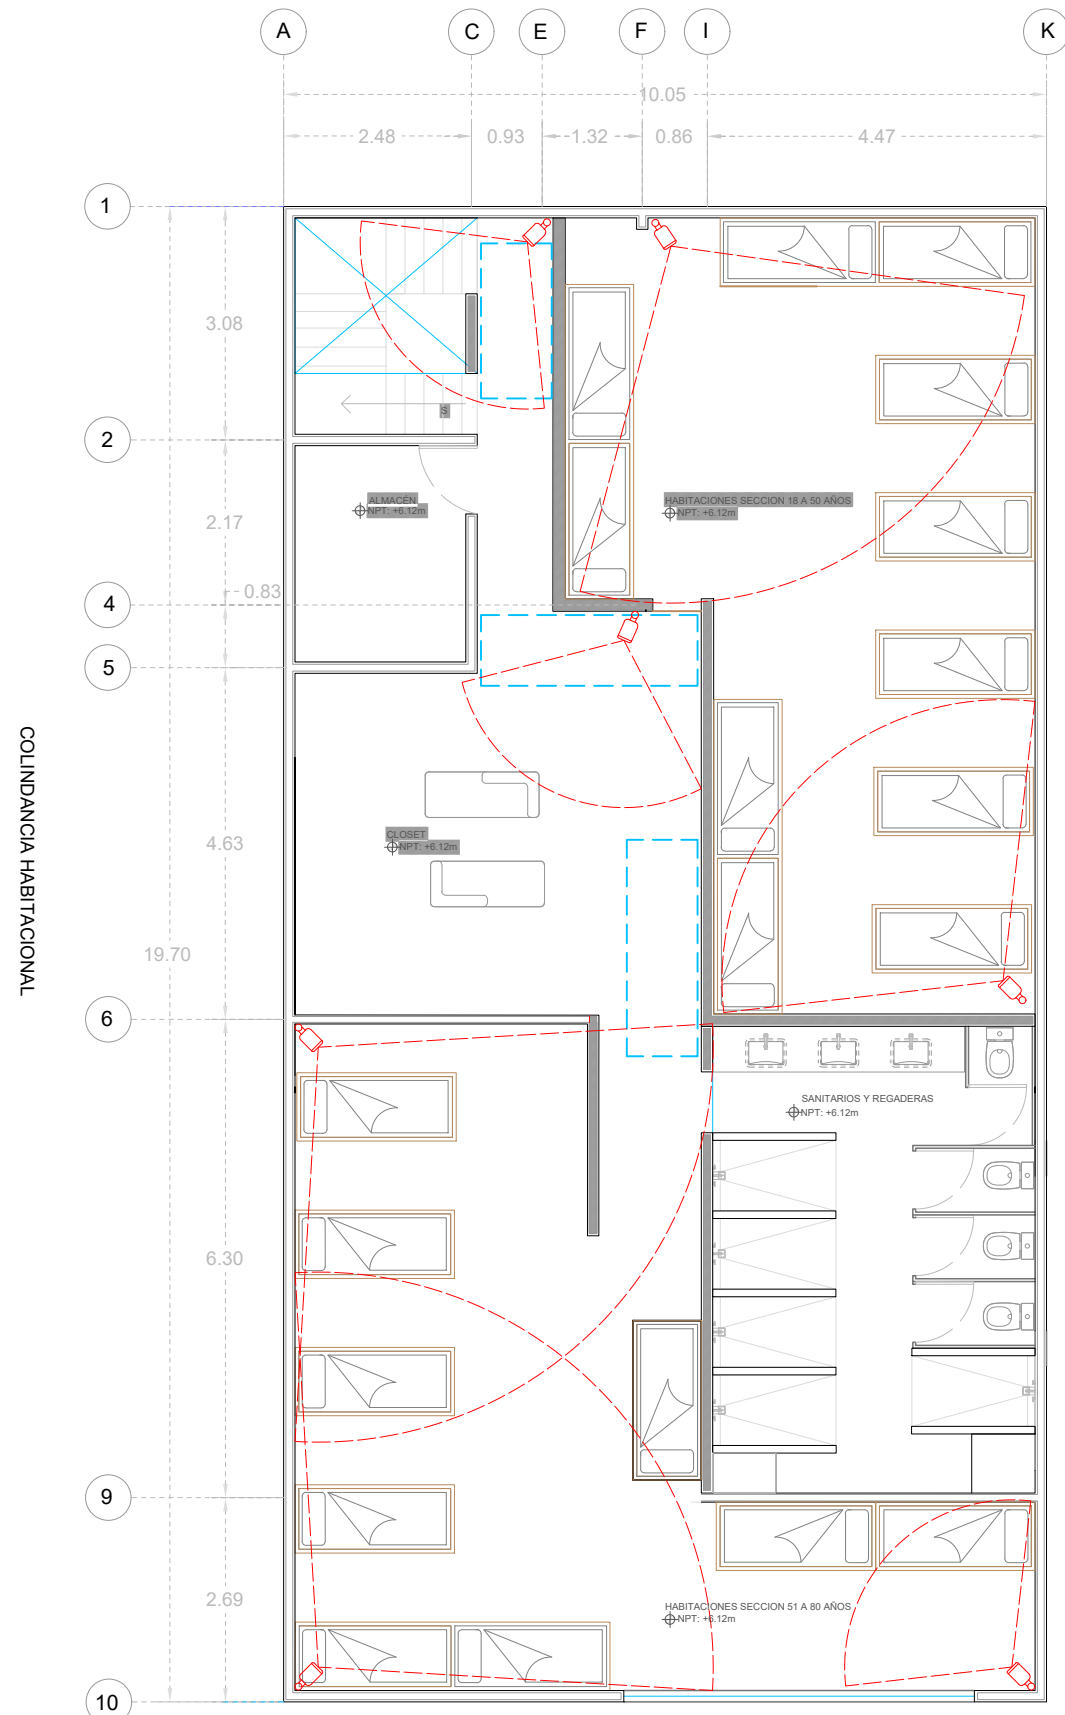 A
C
E
F
I
K
10.05
2.48
0.93
1.32
0.86
4.47
1
3.08
S
2
ALMACÉN
NPT: +6.12m
HABITACIONES SECCION 18 A 50 AÑOS
NPT: +6.12m
2.17
0.83
4
5
COLINDANCIA HABITACIONAL
CLOSET
NPT: +6.12m
4.63
19.70
6
SANITARIOS Y REGADERAS
NPT: +6.12m
6.30
9
2.69
HABITACIONES SECCION 51 A 80 AÑOS
NPT: +6.12m
10